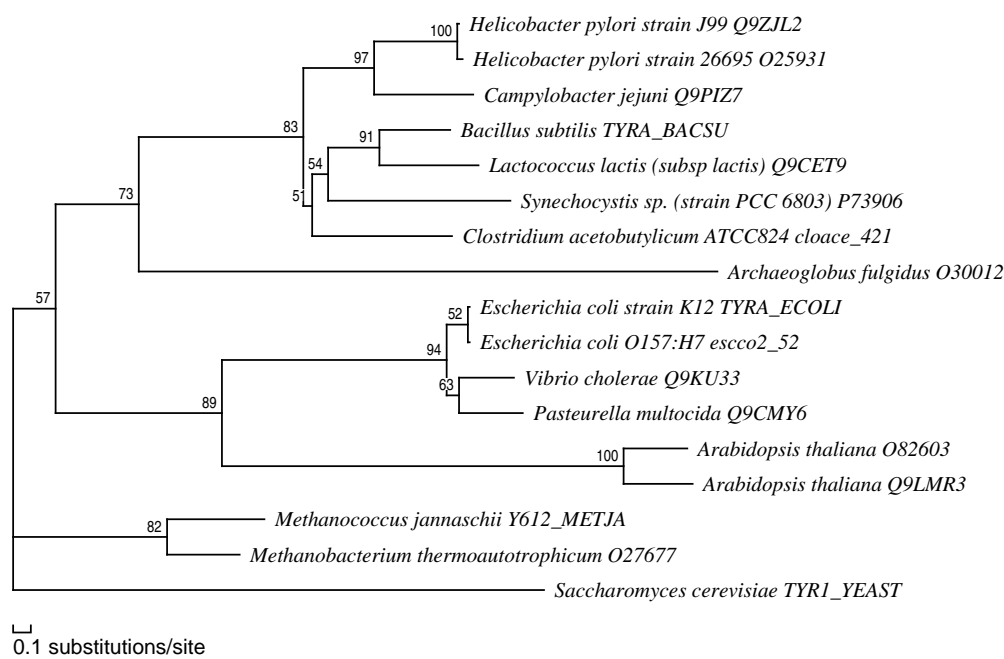 Helicobacter pylori strain J99 Q9ZJL2
100
Helicobacter pylori strain 26695 O25931
97
Campylobacter jejuni Q9PIZ7
83
Bacillus subtilis TYRA_BACSU
91
Lactococcus lactis (subsp lactis) Q9CET9
54
51
Synechocystis sp. (strain PCC 6803) P73906
73
Clostridium acetobutylicum ATCC824 cloace_421
Archaeoglobus fulgidus O30012
57
Escherichia coli strain K12 TYRA_ECOLI
52
Escherichia coli O157:H7 escco2_52
94
Vibrio cholerae Q9KU33
63
Pasteurella multocida Q9CMY6
89
Arabidopsis thaliana O82603
100
Arabidopsis thaliana Q9LMR3
Methanococcus jannaschii Y612_METJA
82
Methanobacterium thermoautotrophicum O27677
Saccharomyces cerevisiae TYR1_YEAST
0.1 substitutions/site